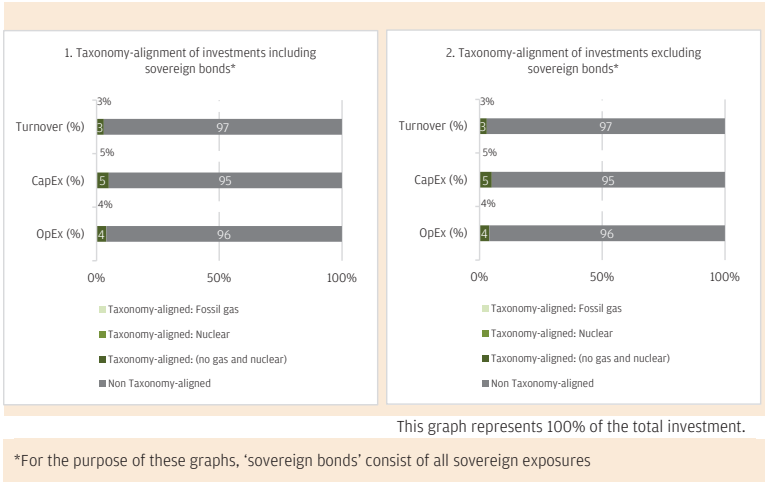 1. Taxonomy-alignment of investments including
sovereign bonds*
3%
Turnover (%)
3
97
5%
CapEx (%)
5
95
4%
OpEx (%)
4
96
0%
50%
100%
Taxonomy-aligned: Fossil gas
Taxonomy-aligned: Nuclear
Taxonomy-aligned: (no gas and nuclear)
Non Taxonomy-aligned
2. Taxonomy-alignment of investments excluding
sovereign bonds*
3%
Turnover (%)
3
97
5%
CapEx (%)
5
95
4%
OpEx (%)
4
96
0%
50%
100%
Taxonomy-aligned: Fossil gas
Taxonomy-aligned: Nuclear
Taxonomy-aligned: (no gas and nuclear)
Non Taxonomy-aligned
This graph represents 100% of the total investment.
*For the purpose of these graphs, ‘sovereign bonds’ consist of all sovereign exposures